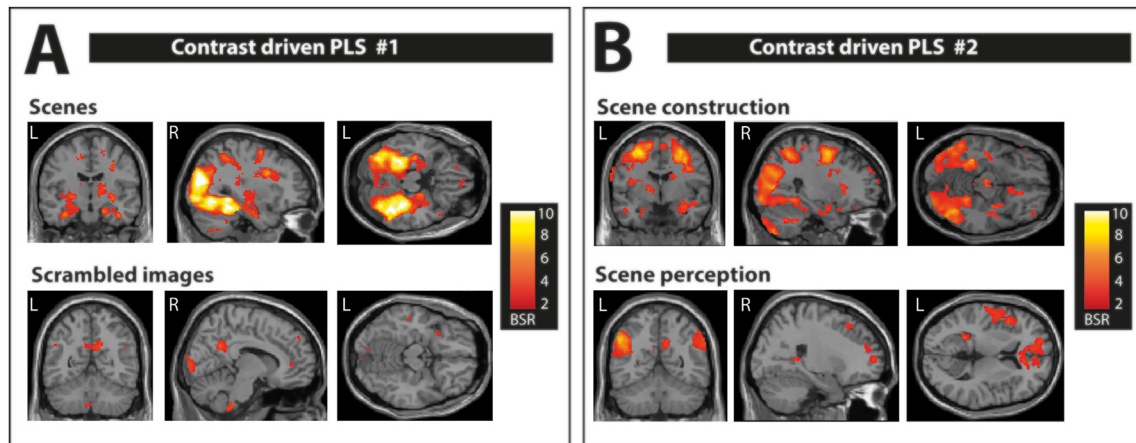 A
Contrast driven PLS #1
Scenes
L
R
L
10
8
6
4
2
BSR
Scrambled images
L
R
L
B
Contrast driven PLS #2
Scene construction
L
R
L
10
8
6
4
2
BSR
Scene perception
L
R
L